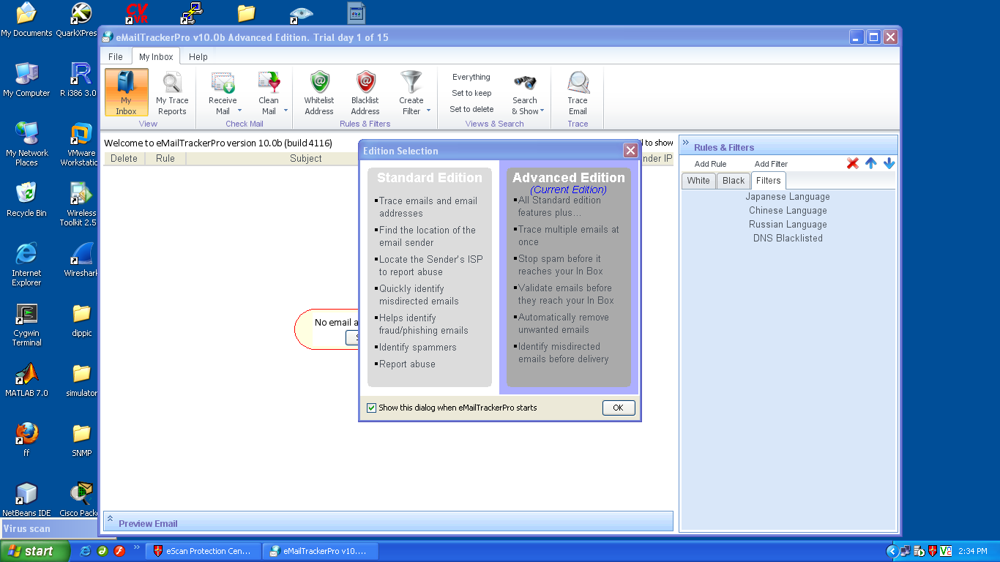 My Documents
QuarkXPres
eMailTrackerPro v10.0b Advanced Edition. Trial day 1 of 15
File
My Inbox
Help
My Computer
R i386 3.0
My Inbox
My Trace Reports
View
Receive Mail
Clean Mail
Check Mail
Whitelist Address
Blacklist Address
Create Filter
Rules & Filters
Everything
Set to keep
Set to delete
Search & Show
Views & Search
Trace Email
Trace
Welcome to eMailTrackerPro version 10.0b (build 4116)
il to show
Delete
Rule
Subject
nder IP
My Network Places
VMware Workstatio
Recycle Bin
Wireless Toolkit 2.5
Internet Explorer
Wireshark
Cygwin Terminal
dippic
MATLAB 7.0
simulator
ff
SNMP
NetBeans IDE
Cisco Packe
Edition Selection
Standard Edition
Trace emails and email
addresses
Find the location of the
email sender
Locate the Sender's ISP
to report abuse
Quickly identify
misdirected emails
Helps identify
fraud/phishing emails
Identify spammers
Report abuse
Advanced Edition
(Current Edition)
All Standard edition
features plus...
Trace multiple emails at
once
Stop spam before it
reaches your In Box
Validate emails before
they reach your In Box
Automatically remove
unwanted emails
Identify misdirected
emails before delivery
Show this dialog when eMailTrackerPro starts
OK
No email a
Rules & Filters
Add Rule
Add Filter
White
Black
Filters
Japanese Language
Chinese Language
Russian Language
DNS Blacklisted
Preview Email
Virus scan
start
eScan Protection Cen...
eMailTrackerPro v10....
2:34 PM